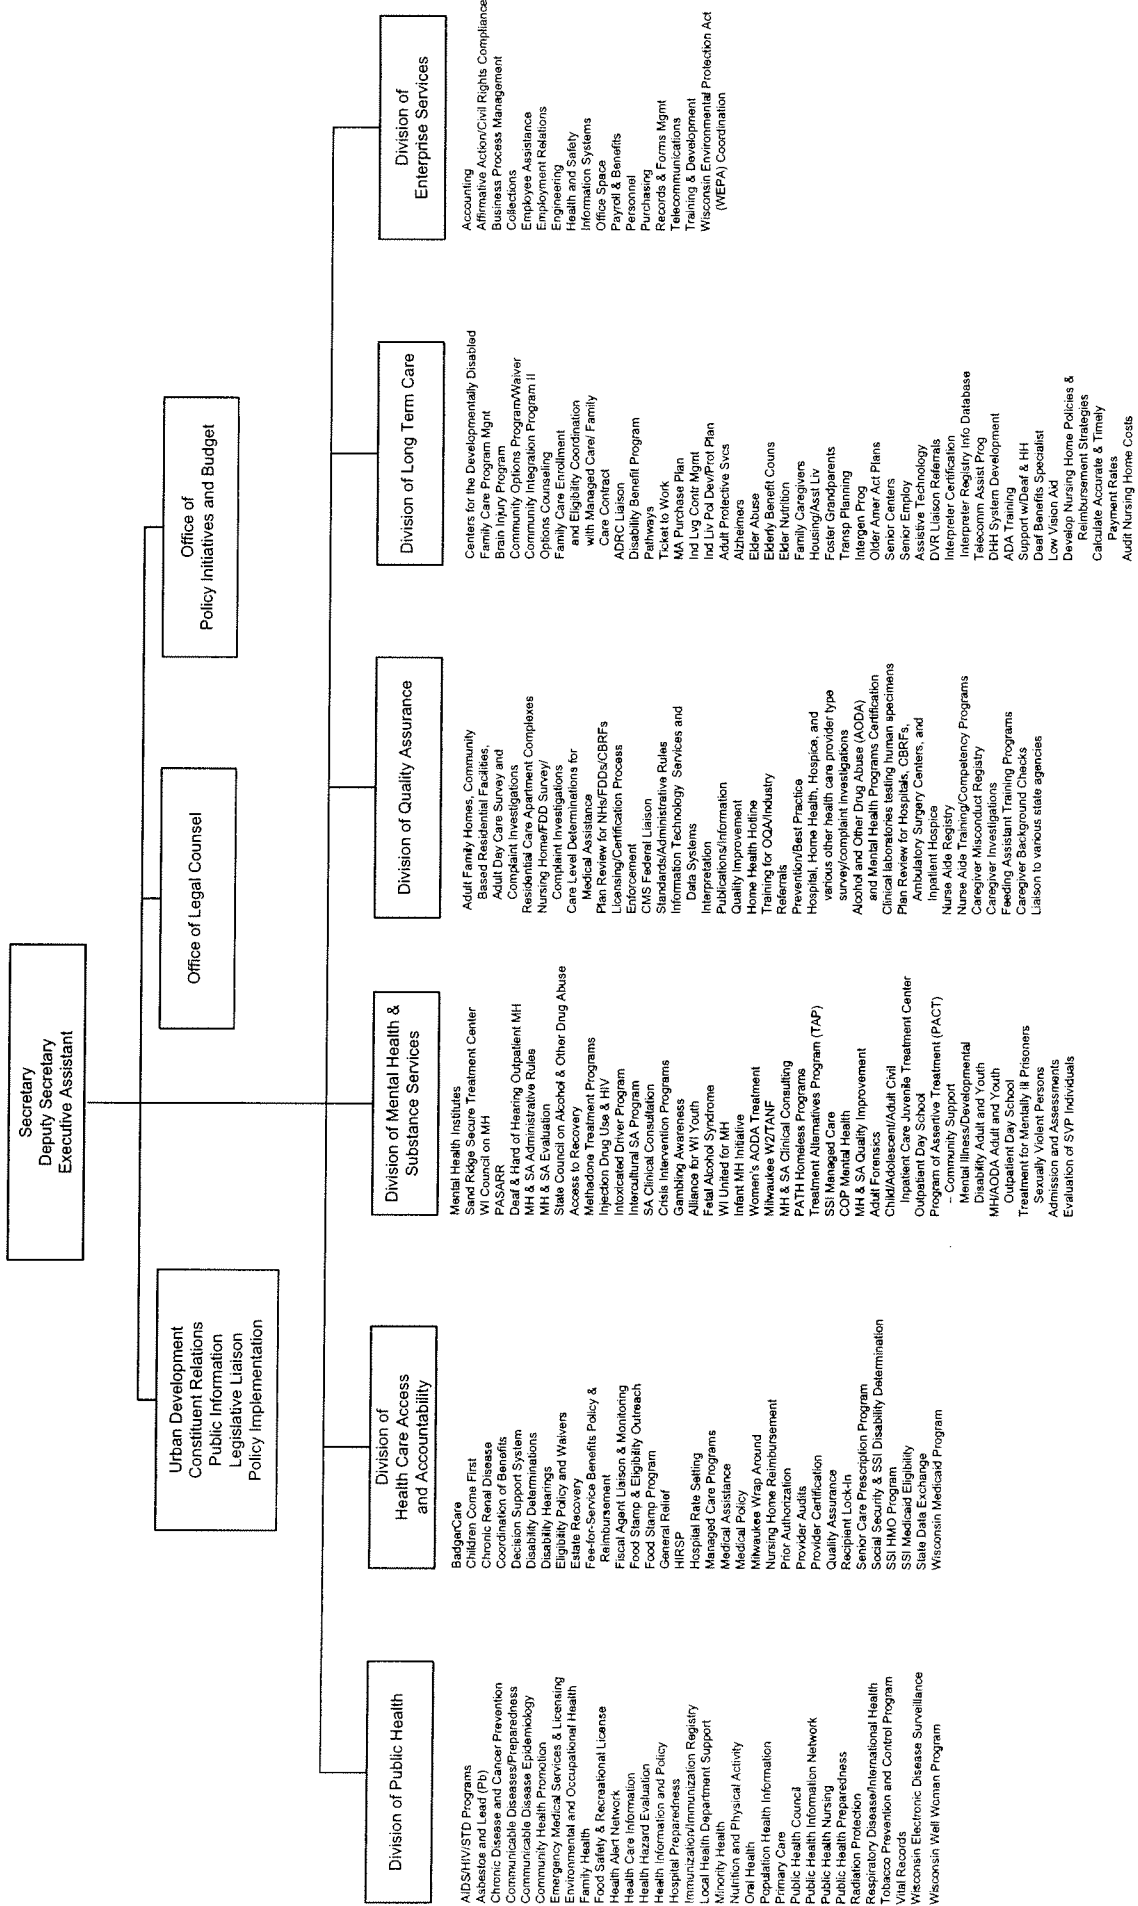 Secretary
Deputy Secretary
Executive Assistant
Urban Development
Constituent Relations
Public Information
Legislative Liaison
Policy Implementation
Office of Legal Counsel
Office of
Policy Initiatives and Budget
Division of Public Health
AIDS/HIV/STD Programs
Asbestos and Lead (Pb)
Chronic Disease and Cancer Prevention
Communicable Diseases/Preparedness
Communicable Disease Epidemiology
Community Health Promotion
Emergency Medical Services & Licensing
Environmental and Occupational Health
Family Health
Food Safety & Recreational License
Health Alert Network
Health Care Information
Health Hazard Evaluation
Health Information and Policy
Hospital Preparedness
Immunization/Immunization Registry
Local Health Department Support
Minority Health
Nutrition and Physical Activity
Oral Health
Population Health Information
Primary Care
Public Health Council
Public Health Information Network
Public Health Nursing
Public Health Preparedness
Radiation Protection
Respiratory Disease/International Health
Tobacco Prevention and Control Program
Vital Records
Wisconsin Electronic Disease Surveillance
Wisconsin Well Woman Program
Division of
Health Care Access
and Accountability
BadgerCare
Children Come First
Chronic Renal Disease
Coordination of Benefits
Decision Support System
Disability Determinations
Disability Hearings
Eligibility Policy and Waivers
Estate Recovery
Fee-for-Service Benefits Policy &
Reimbursement
Fiscal Agent Liaison & Monitoring
Food Stamp & Eligibility Outreach
Food Stamp Program
General Relief
HIRSP
Hospital Rate Setting
Managed Care Programs
Medical Assistance
Medical Policy
Milwaukee Wrap Around
Nursing Home Reimbursement
Prior Authorization
Provider Audits
Provider Certification
Quality Assurance
Recipient Lock-In
Senior Care Prescription Program
Social Security & SSI Disability Determination
SSI HMO Program
SSI Medicaid Eligibility
State Data Exchange
Wisconsin Medicaid Program
Division of Mental Health &
Substance Services
Mental Health Institutes
Sand Ridge Secure Treatment Center
WI Council on MH
PASARR
Deaf & Hard of Hearing Outpatient MH
MH & SA Administrative Rules
MH & SA Evaluation
State Council on Alcohol & Other Drug Abuse
Access to Recovery
Methadone Treatment Programs
Injection Drug Use & HIV
Intoxicated Driver Program
Intercultural SA Program
SA Clinical Consultation
Crisis Intervention Programs
Gambling Awareness
Alliance for WI Youth
Fetal Alcohol Syndrome
WI United for MH
Infant MH Initiative
Women's AODA Treatment
Milwaukee W2/TANF
MH & SA Clinical Consulting
PATH Homeless Programs
Treatment Alternatives Program (TAP)
SSI Managed Care
COP Mental Health
MH & SA Quality Improvement
Adult Forensics
Child/Adolescent/Adult Civil
Inpatient Care Juvenile Treatment Center
Outpatient Day School
Program of Assertive Treatment (PACT)
– Community Support
Mental Illness/Developmental
Disability Adult and Youth
MH/AODA Adult and Youth
Outpatient Day School
Treatment for Mentally ill Prisoners
Sexually Violent Persons
Admission and Assessments
Evaluation of SVP Individuals
Division of Quality Assurance
Adult Family Homes, Community
Based Residential Facilities,
Adult Day Care Survey and
Complaint Investigations
Residential Care Apartment Complexes
Nursing Home/FDD Survey/
Complaint Investigations
Care Level Determinations for
Medical Assistance
Plan Review for NHs/FDDs/CBRFs
Licensing/Certification Process
Enforcement
CMS Federal Liaison
Standards/Administrative Rules
Information Technology Services and
Data Systems
Interpretation
Publications/Information
Quality Improvement
Home Health Hotline
Training for OQA/Industry
Referrals
Prevention/Best Practice
Hospital, Home Health, Hospice, and
various other health care provider type
survey/complaint investigations
Alcohol and Other Drug Abuse (AODA)
and Mental Health Programs Certification
Clinical laboratories testing human specimens
Plan Review for Hospitals, CBRFs,
Ambulatory Surgery Centers, and
Inpatient Hospice
Nurse Aide Registry
Nurse Aide Training/Competency Programs
Caregiver Misconduct Registry
Caregiver Investigations
Feeding Assistant Training Programs
Caregiver Background Checks
Liaison to various state agencies
Division of Long Term Care
Centers for the Developmentally Disabled
Family Care Program Mgnt
Brain Injury Program
Community Options Program/Waiver
Community Integration Program II
Options Counseling
Family Care Enrollment
and Eligibility Coordination
with Managed Care/ Family
Care Contract
ADRC Liaison
Disability Benefit Program
Pathways
Ticket to Work
MA Purchase Plan
Ind Lvg Contr Mgmt
Ind Liv Pol Dev/Prot Plan
Adult Protective Svcs
Alzheimers
Elder Abuse
Elderly Benefit Couns
Elder Nutrition
Family Caregivers
Housing/Asst Liv
Foster Grandparents
Transp Planning
Intergen Prog
Older Amer Act Plans
Senior Centers
Senior Employ
Assistive Technology
DVR Liaison Referrals
Interpreter Certification
Interpreter Registry Info Database
Telecomm Assist Prog
DHH System Development
ADA Training
Support w/Deaf & HH
Deaf Benefits Specialist
Low Vision Aid
Develop Nursing Home Policies &
Reimbursement Strategies
Calculate Accurate & Timely
Payment Rates
Audit Nursing Home Costs
Division of
Enterprise Services
Accounting
Affirmative Action/Civil Rights Compliance
Business Process Management
Collections
Employee Assistance
Employment Relations
Engineering
Health and Safety
Information Systems
Office Space
Payroll & Benefits
Personnel
Purchasing
Records & Forms Mgmt
Telecommunications
Training & Development
Wisconsin Environmental Protection Act
(WEPA) Coordination